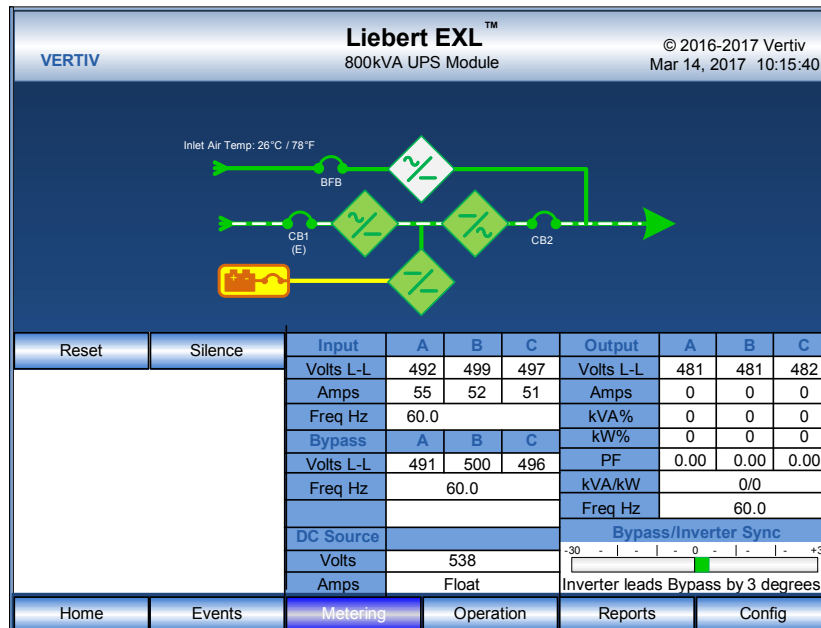 VERTIV
Liebert EXL™
800kVA UPS Module
© 2016-2017 Vertiv
Mar 14, 2017 10:15:40
Inlet Air Temp: 26°C / 78°F
BFB
CB1
(E)
CB2
+ -
Reset Silence
Input A B C
Volts L-L 492 499 497
Amps 55 52 51
Freq Hz 60.0
Bypass A B C
Volts L-L 491 500 496
Freq Hz 60.0
DC Source
Volts 538
Amps Float
Output A B C
Volts L-L 481 481 482
Amps 0 0 0
kVA% 0 0 0
kW% 0 0 0
PF 0.00 0.00 0.00
kVA/kW 0/0
Freq Hz 60.0
Bypass/Inverter Sync
-30 - | - | - 0 - | - | - +3
Inverter leads Bypass by 3 degrees
Home Events Metering Operation Reports Config